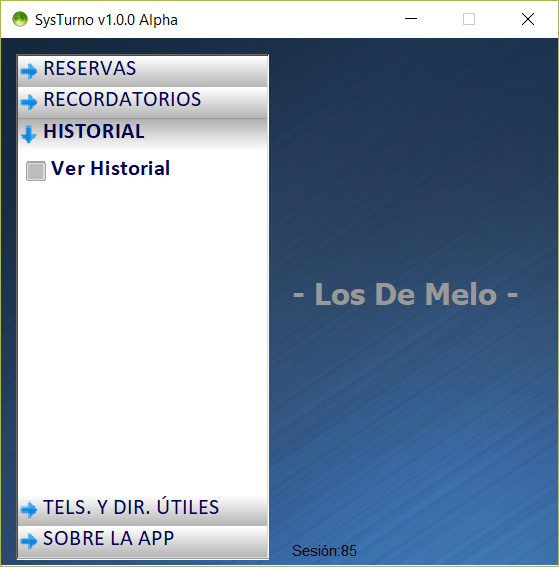 SysTurno v1.0.0 Alpha
RESERVAS
RECORDATORIOS
HISTORIAL
Ver Historial
- Los De Melo -
TELS. Y DIR. ÚTILES
SOBRE LA APP
Sesión:85